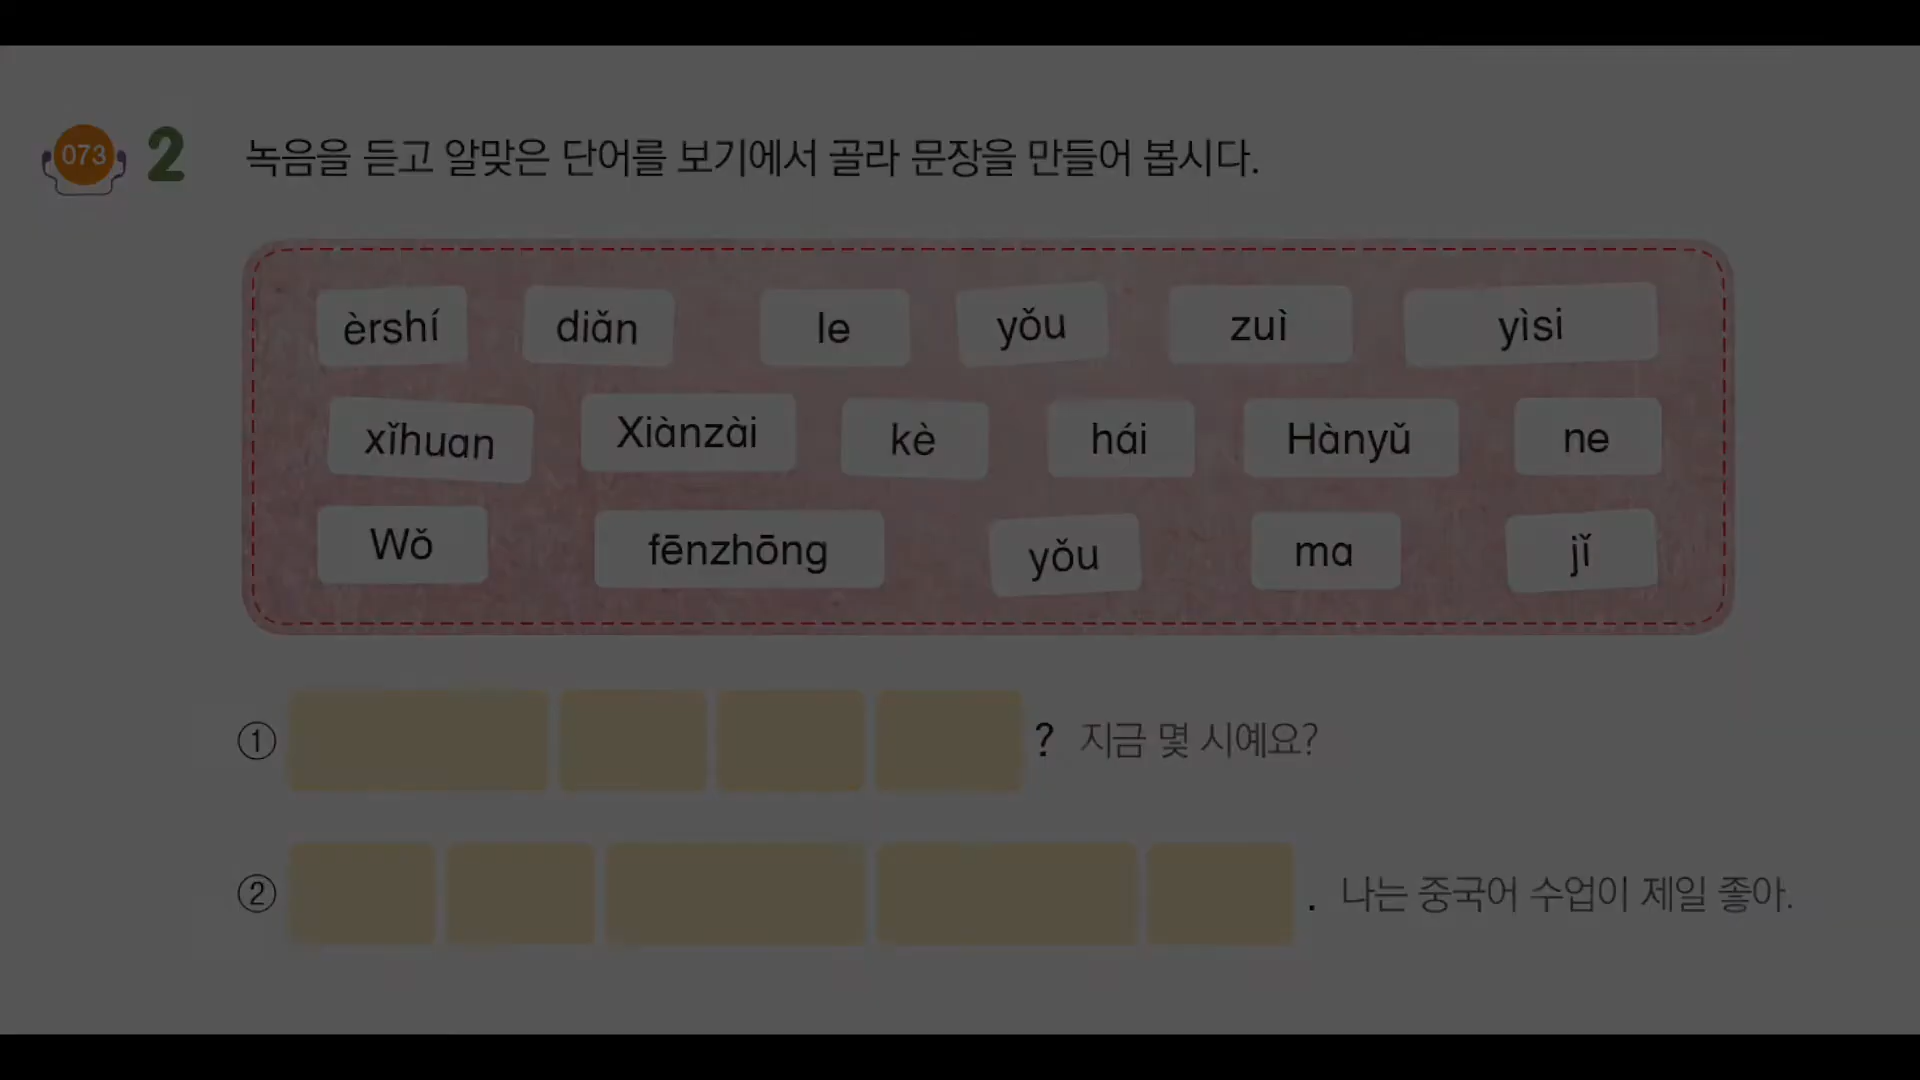 073 2 녹음을 듣고 알맞은 단어를 보기에서 골라 문장을 만들어 봅시다.
èrshí diǎn le yǒu zuì yìsi
xǐhuan Xiànzài kè hái Hànyǔ ne
Wǒ fēnzhōng yǒu ma jǐ
① ? 지금 몇 시예요?
② . 나는 중국어 수업이 제일 좋아.